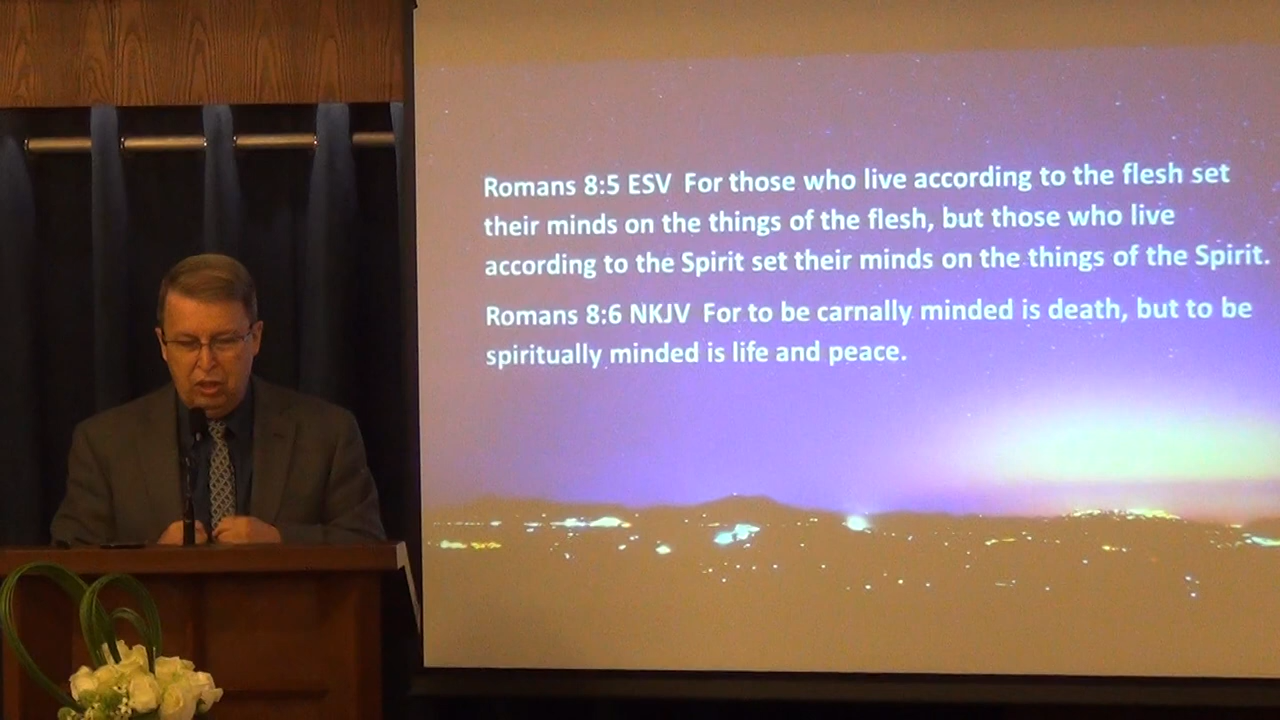 Romans 8:5 ESV  For those who live according to the flesh set
their minds on the things of the flesh, but those who live
according to the Spirit set their minds on the things of the Spirit.
Romans 8:6 NKJV  For to be carnally minded is death, but to be
spiritually minded is life and peace.